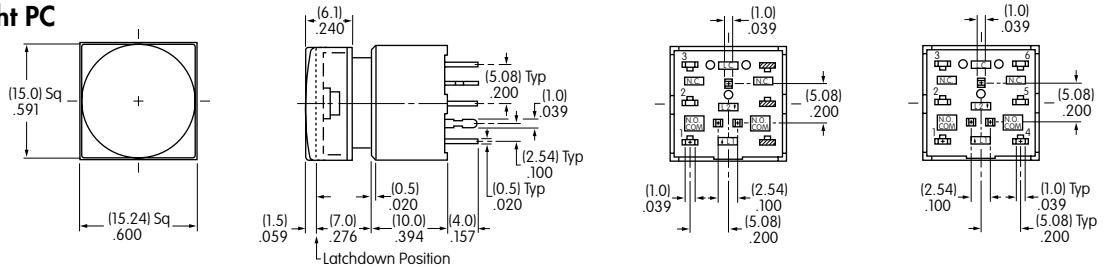 ht PC
(15.0) Sq
.591
(15.24) Sq
.600
(6.1)
.240
(5.08) Typ
.200
(1.0)
.039
(2.54) Typ
.100
(0.5) Typ
.020
(0.5)
.020
(1.5)
.059
(7.0)
.276
(10.0)
.394
(4.0)
.157
Latchdown Position
(1.0)
.039
3
N.C.
N.C.
2
N.O.
COM
N.O.
COM
1
(5.08)
.200
(1.0)
.039
(2.54)
.100
(5.08)
.200
(1.0)
.039
3
6
N.C.
N.C.
2
5
N.O.
COM
N.O.
COM
1
4
(5.08)
.200
(2.54)
.100
(1.0) Typ
.039
(5.08) Typ
.200